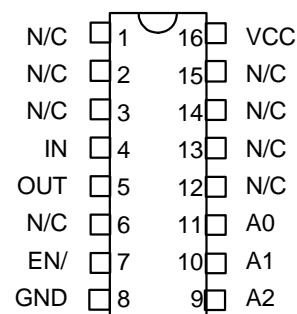 N/C 1 16 VCC
N/C 2 15 N/C
N/C 3 14 N/C
IN 4 13 N/C
OUT 5 12 N/C
N/C 6 11 A0
EN/ 7 10 A1
GND 8 9 A2